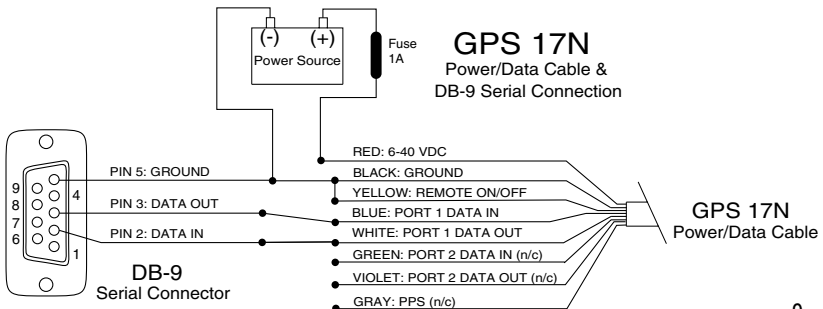 (-) (+)
Power Source
Fuse
1A
GPS 17N
Power/Data Cable &
DB-9 Serial Connection
RED: 6-40 VDC
PIN 5: GROUND
BLACK: GROUND
YELLOW: REMOTE ON/OFF
PIN 3: DATA OUT
BLUE: PORT 1 DATA IN
PIN 2: DATA IN
WHITE: PORT 1 DATA OUT
GREEN: PORT 2 DATA IN (n/c)
VIOLET: PORT 2 DATA OUT (n/c)
GRAY: PPS (n/c)
9
8
7
6
4
1
DB-9
Serial Connector
GPS 17N
Power/Data Cable